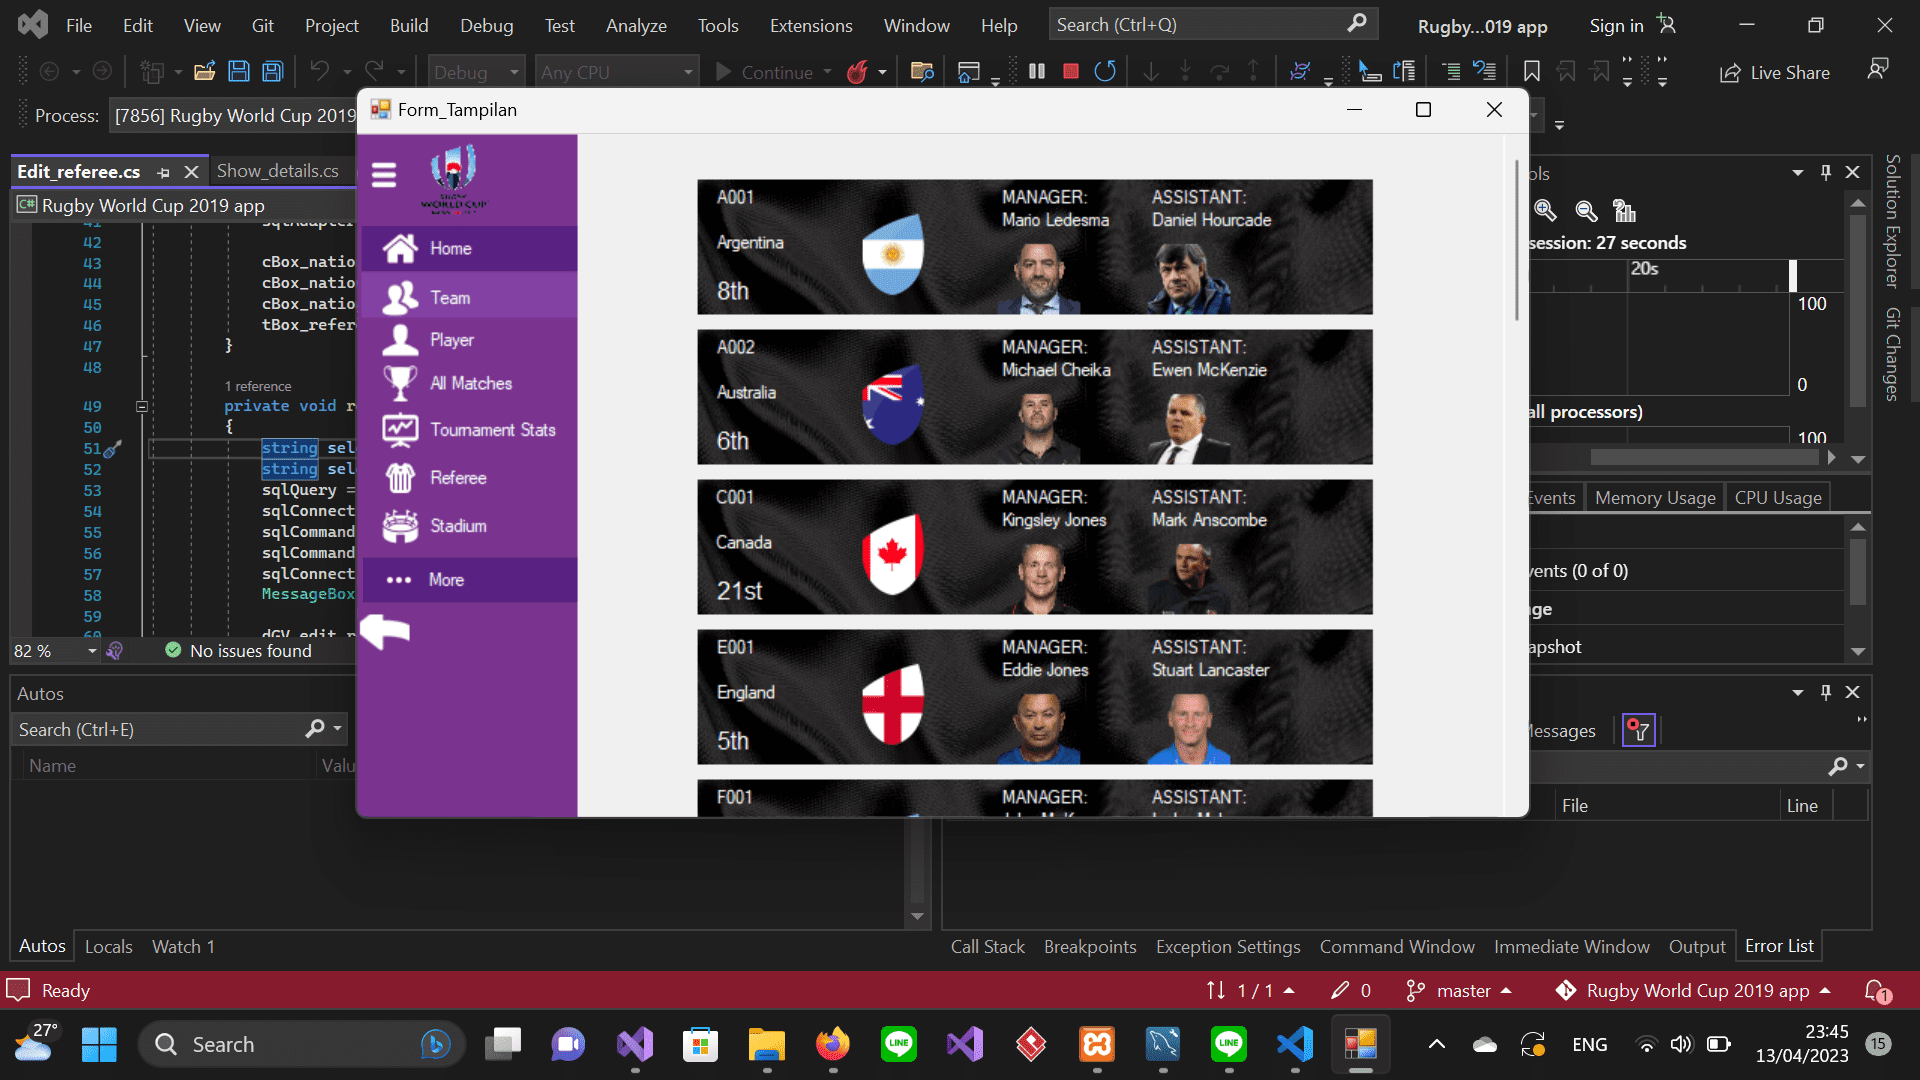 File Edit View Git Project Build Debug Test Analyze Tools Extensions Window Help Search (Ctrl+Q) Rugby...019 app Sign in
Debug Any CPU Continue Live Share
Process: [7856] Rugby World Cup 2019
Form_Tampilan
Edit_referee.cs Show_details.cs
Rugby World Cup 2019 app
42
43 cBox_natio
44 cBox_natio
45 cBox_natio
46 tBox_refer
47 }
48
1 reference
49 private void r
50 {
51 string sel
52 string sel
53 sqlQuery =
54 sqlConnect
55 sqlCommand
56 sqlCommand
57 sqlConnect
58 MessageBox
59
60 dGV_edit_r
82 % No issues found
WORLD CUP
Home
Team
Player
All Matches
Tournament Stats
Referee
Stadium
More
A001
Argentina
8th
MANAGER:
Mario Ledesma
ASSISTANT:
Daniel Hourcade
A002
Australia
6th
MANAGER:
Michael Cheika
ASSISTANT:
Ewen McKenzie
C001
Canada
21st
MANAGER:
Kingsley Jones
ASSISTANT:
Mark Anscombe
E001
England
5th
MANAGER:
Eddie Jones
ASSISTANT:
Stuart Lancaster
F001
MANAGER:
ASSISTANT:
ols
session: 27 seconds
20s
100
0
all processors)
100
Events Memory Usage CPU Usage
vents (0 of 0)
age
apshot
Solution Explorer
Git Changes
Autos
Search (Ctrl+E)
Name Valu
Messages
File Line
Autos Locals Watch 1
Call Stack Breakpoints Exception Settings Command Window Immediate Window Output Error List
Ready 1 / 1 0 master Rugby World Cup 2019 app 1
27° Search LINE LINE ENG 23:45
13/04/2023 15